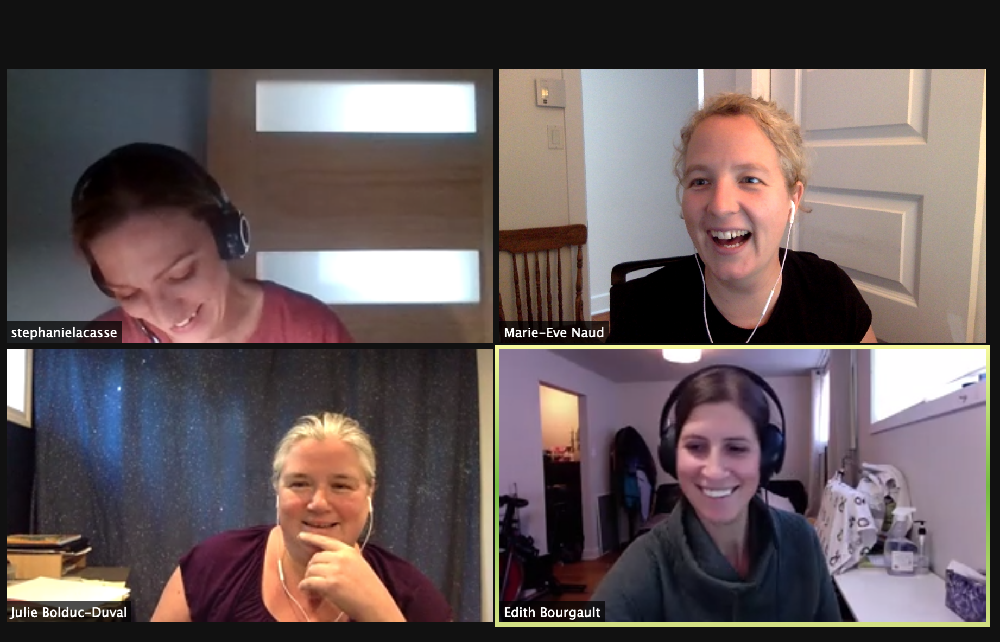 stephanielacasse
Marie-Eve Naud
Julie Bolduc-Duval
Edith Bourgault